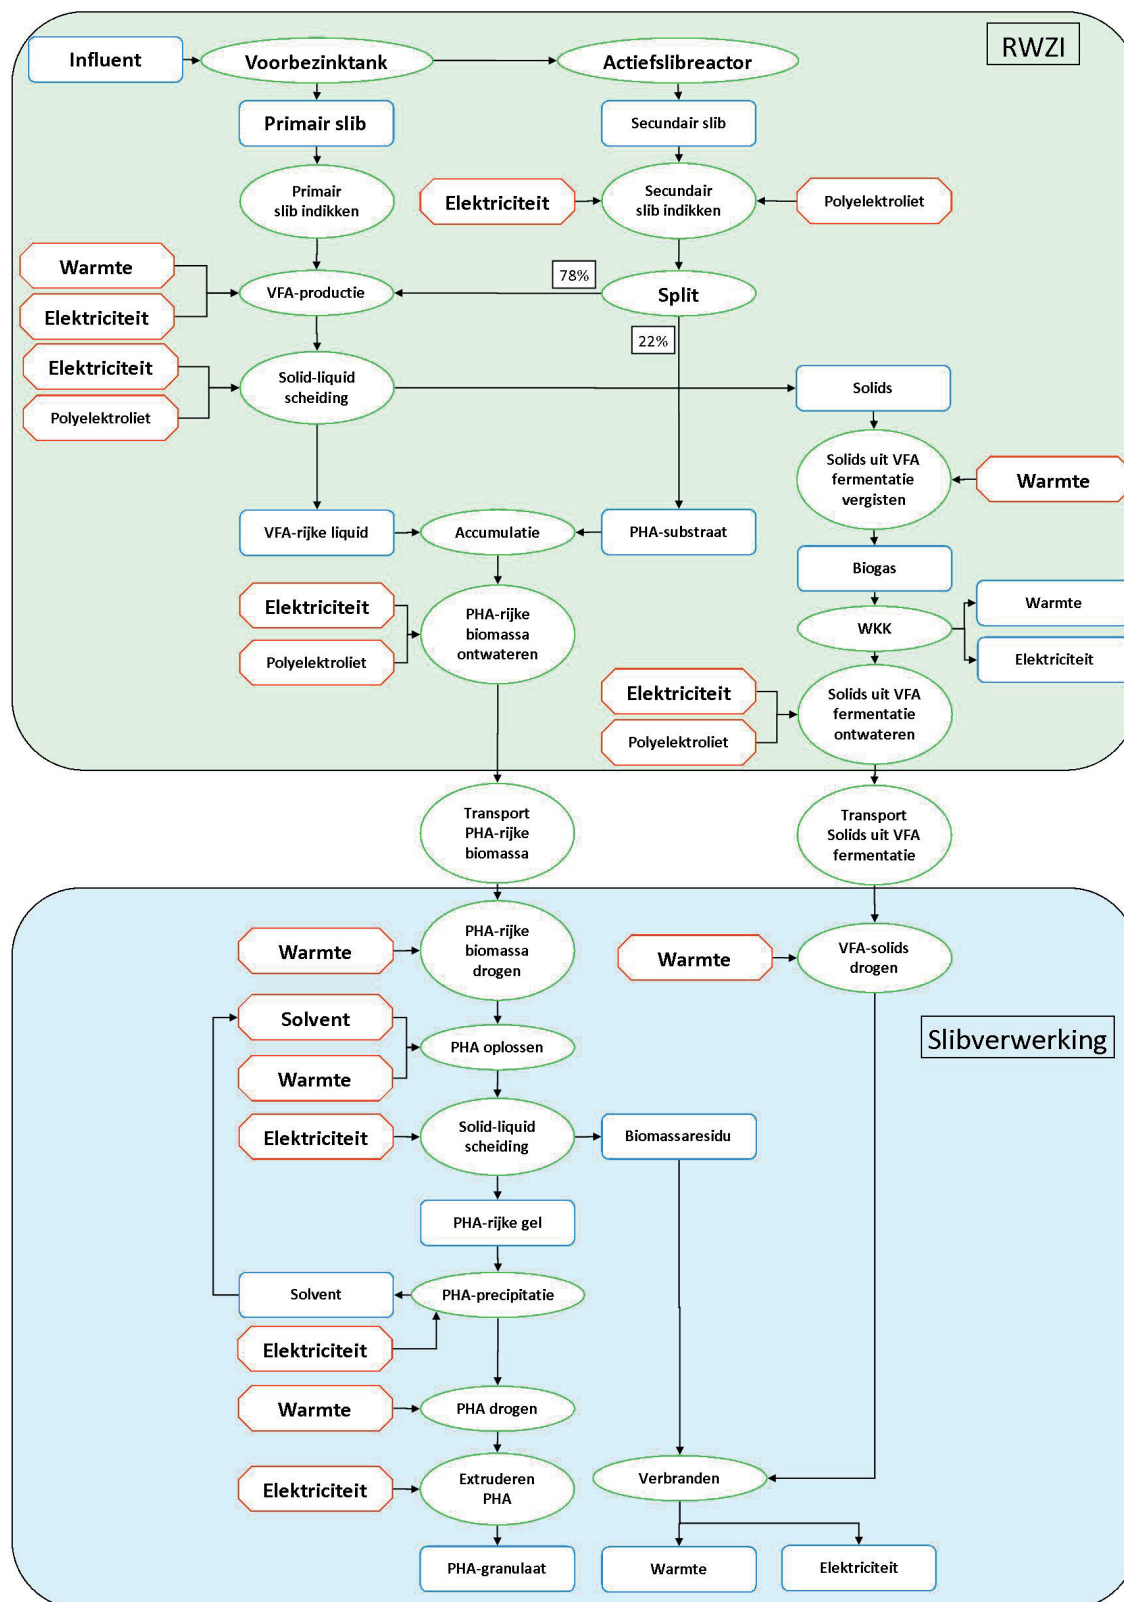 RWZI
Influent
Voorbezinktank
Actiefslibreactor
Primair slib
Secundair slib
Primair
slib indikken
Elektriciteit
Secundair
slib indikken
Polyelektroliet
Warmte
Elektriciteit
VFA-productie
78%
Split
22%
Elektriciteit
Polyelektroliet
Solid-liquid
scheiding
Solids
Solids uit VFA
fermentatie
vergisten
Warmte
VFA-rijke liquid
Accumulatie
PHA-substraat
Biogas
Elektriciteit
Polyelektroliet
PHA-rijke
biomassa
ontwateren
WKK
Warmte
Elektriciteit
Elektriciteit
Polyelektroliet
Solids uit VFA
fermentatie
ontwateren
Transport
PHA-rijke
biomassa
Transport
Solids uit VFA
fermentatie
Warmte
PHA-rijke
biomassa
drogen
Warmte
VFA-solids
drogen
Slibverwerking
Solvent
Warmte
PHA oplossen
Elektriciteit
Solid-liquid
scheiding
Biomassaresidu
PHA-rijke gel
Solvent
PHA-precipitatie
Elektriciteit
Warmte
PHA drogen
Elektriciteit
Extruderen
PHA
Verbranden
PHA-granulaat
Warmte
Elektriciteit